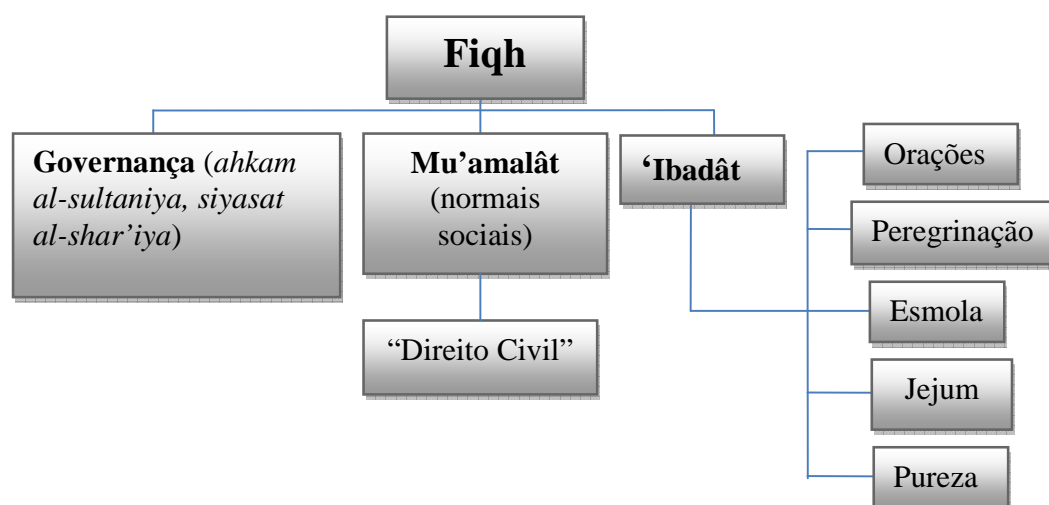 Fiqh
Governança (ahkam
al-sultaniya, siyasat
al-shar’iya)
Mu’amalât
(normais
sociais)
“Direito Civil”
‘Ibadât
Orações
Peregrinação
Esmola
Jejum
Pureza